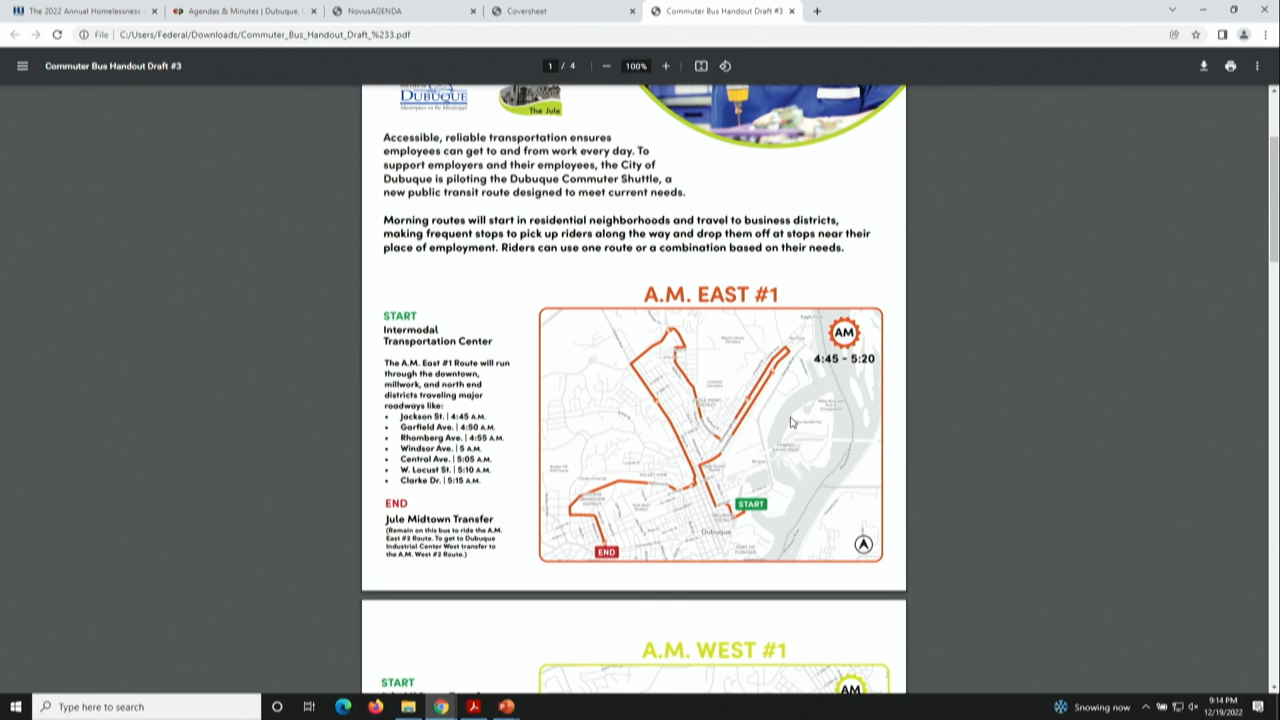 The 2022 Annual Homelessness
Agendas & Minutes | Dubuque,
NovusAGENDA
Coversheet
Commuter Bus Handout Draft #3
File | C:/Users/Federal/Downloads/Commuter_Bus_Handout_Draft_%233.pdf
Commuter Bus Handout Draft #3
1 / 4
100%
DUBUQUE
Masterpiece on the Mississippi
The Jule
Accessible, reliable transportation ensures
employees can get to and from work every day. To
support employers and their employees, the City of
Dubuque is piloting the Dubuque Commuter Shuttle, a
new public transit route designed to meet current needs.
Morning routes will start in residential neighborhoods and travel to business districts,
making frequent stops to pick up riders along the way and drop them off at stops near their
place of employment. Riders can use one route or a combination based on their needs.
A.M. EAST #1
START
Intermodal
Transportation Center
The A.M. East #1 Route will run
through the downtown,
millwork, and north end
districts traveling major
roadways like:
• Jackson St. | 4:45 A.M.
• Garfield Ave. | 4:50 A.M.
• Rhomberg Ave. | 4:55 A.M.
• Windsor Ave. | 5 A.M.
• Central Ave. | 5:05 A.M.
• W. Locust St. | 5:10 A.M.
• Clarke Dr. | 5:15 A.M.
END
Jule Midtown Transfer
(Remain on this bus to ride the A.M.
East #2 Route. To get to Dubuque
Industrial Center West transfer to
the A.M. West #2 Route.)
AM
4:45 - 5:20
START
Dubuque
END
A.M. WEST #1
START
AM
Type here to search
Snowing now
9:14 PM
12/19/2022